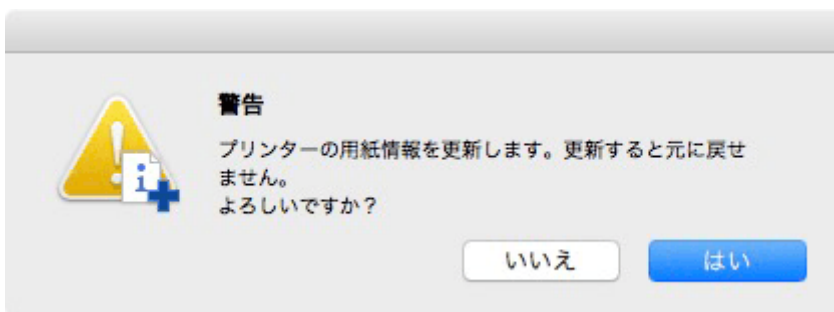 警告
プリンターの用紙情報を更新します。更新すると元に戻せ
ません。
よろしいですか？
いいえ
はい